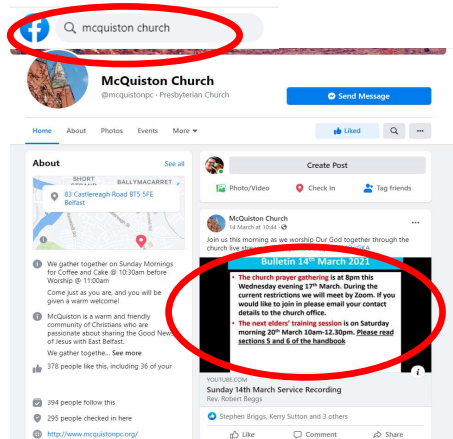 mcquiston church
McQuiston Church
@mcquistonpc · Presbyterian Church
Send Message
Home About Photos Events More
Liked
About See all
SHORT
BALLYMACARRET
83 Castlereagh Road BT5 5FE
Belfast
We gather together on Sunday Mornings
for Coffee and Cake @ 10:30am before
Worship @ 11:00am
Come just as you are, and you will be
given a warm welcome!
McQuiston is a warm and friendly
community of Christians who are
passionate about sharing the Good News
of Jesus with East Belfast.
We gather togethe... See more
378 people like this, including 36 of your
394 people follow this
295 people checked in here
http://www.mcquistonpc.org/
Create Post
Photo/Video Check in Tag friends
McQuiston Church
14 March at 10:44
Join us this morning as we worship Our God together through the
church live stream
Bulletin 14th March 2021
• The church prayer gathering is at 8pm this
Wednesday evening 17th March. During the
current restrictions we will meet by Zoom. If you
would like to join in please email your contact
details to the church office.
• The next elders' training session is on Saturday
morning 20th March 10am-12.30pm. Please read
sections 5 and 6 of the handbook
YOUTUBE.COM
Sunday 14th March Service Recording
Rev. Robert Beggs
Stephen Briggs, Kerry Sutton and 3 others
Like Comment Share